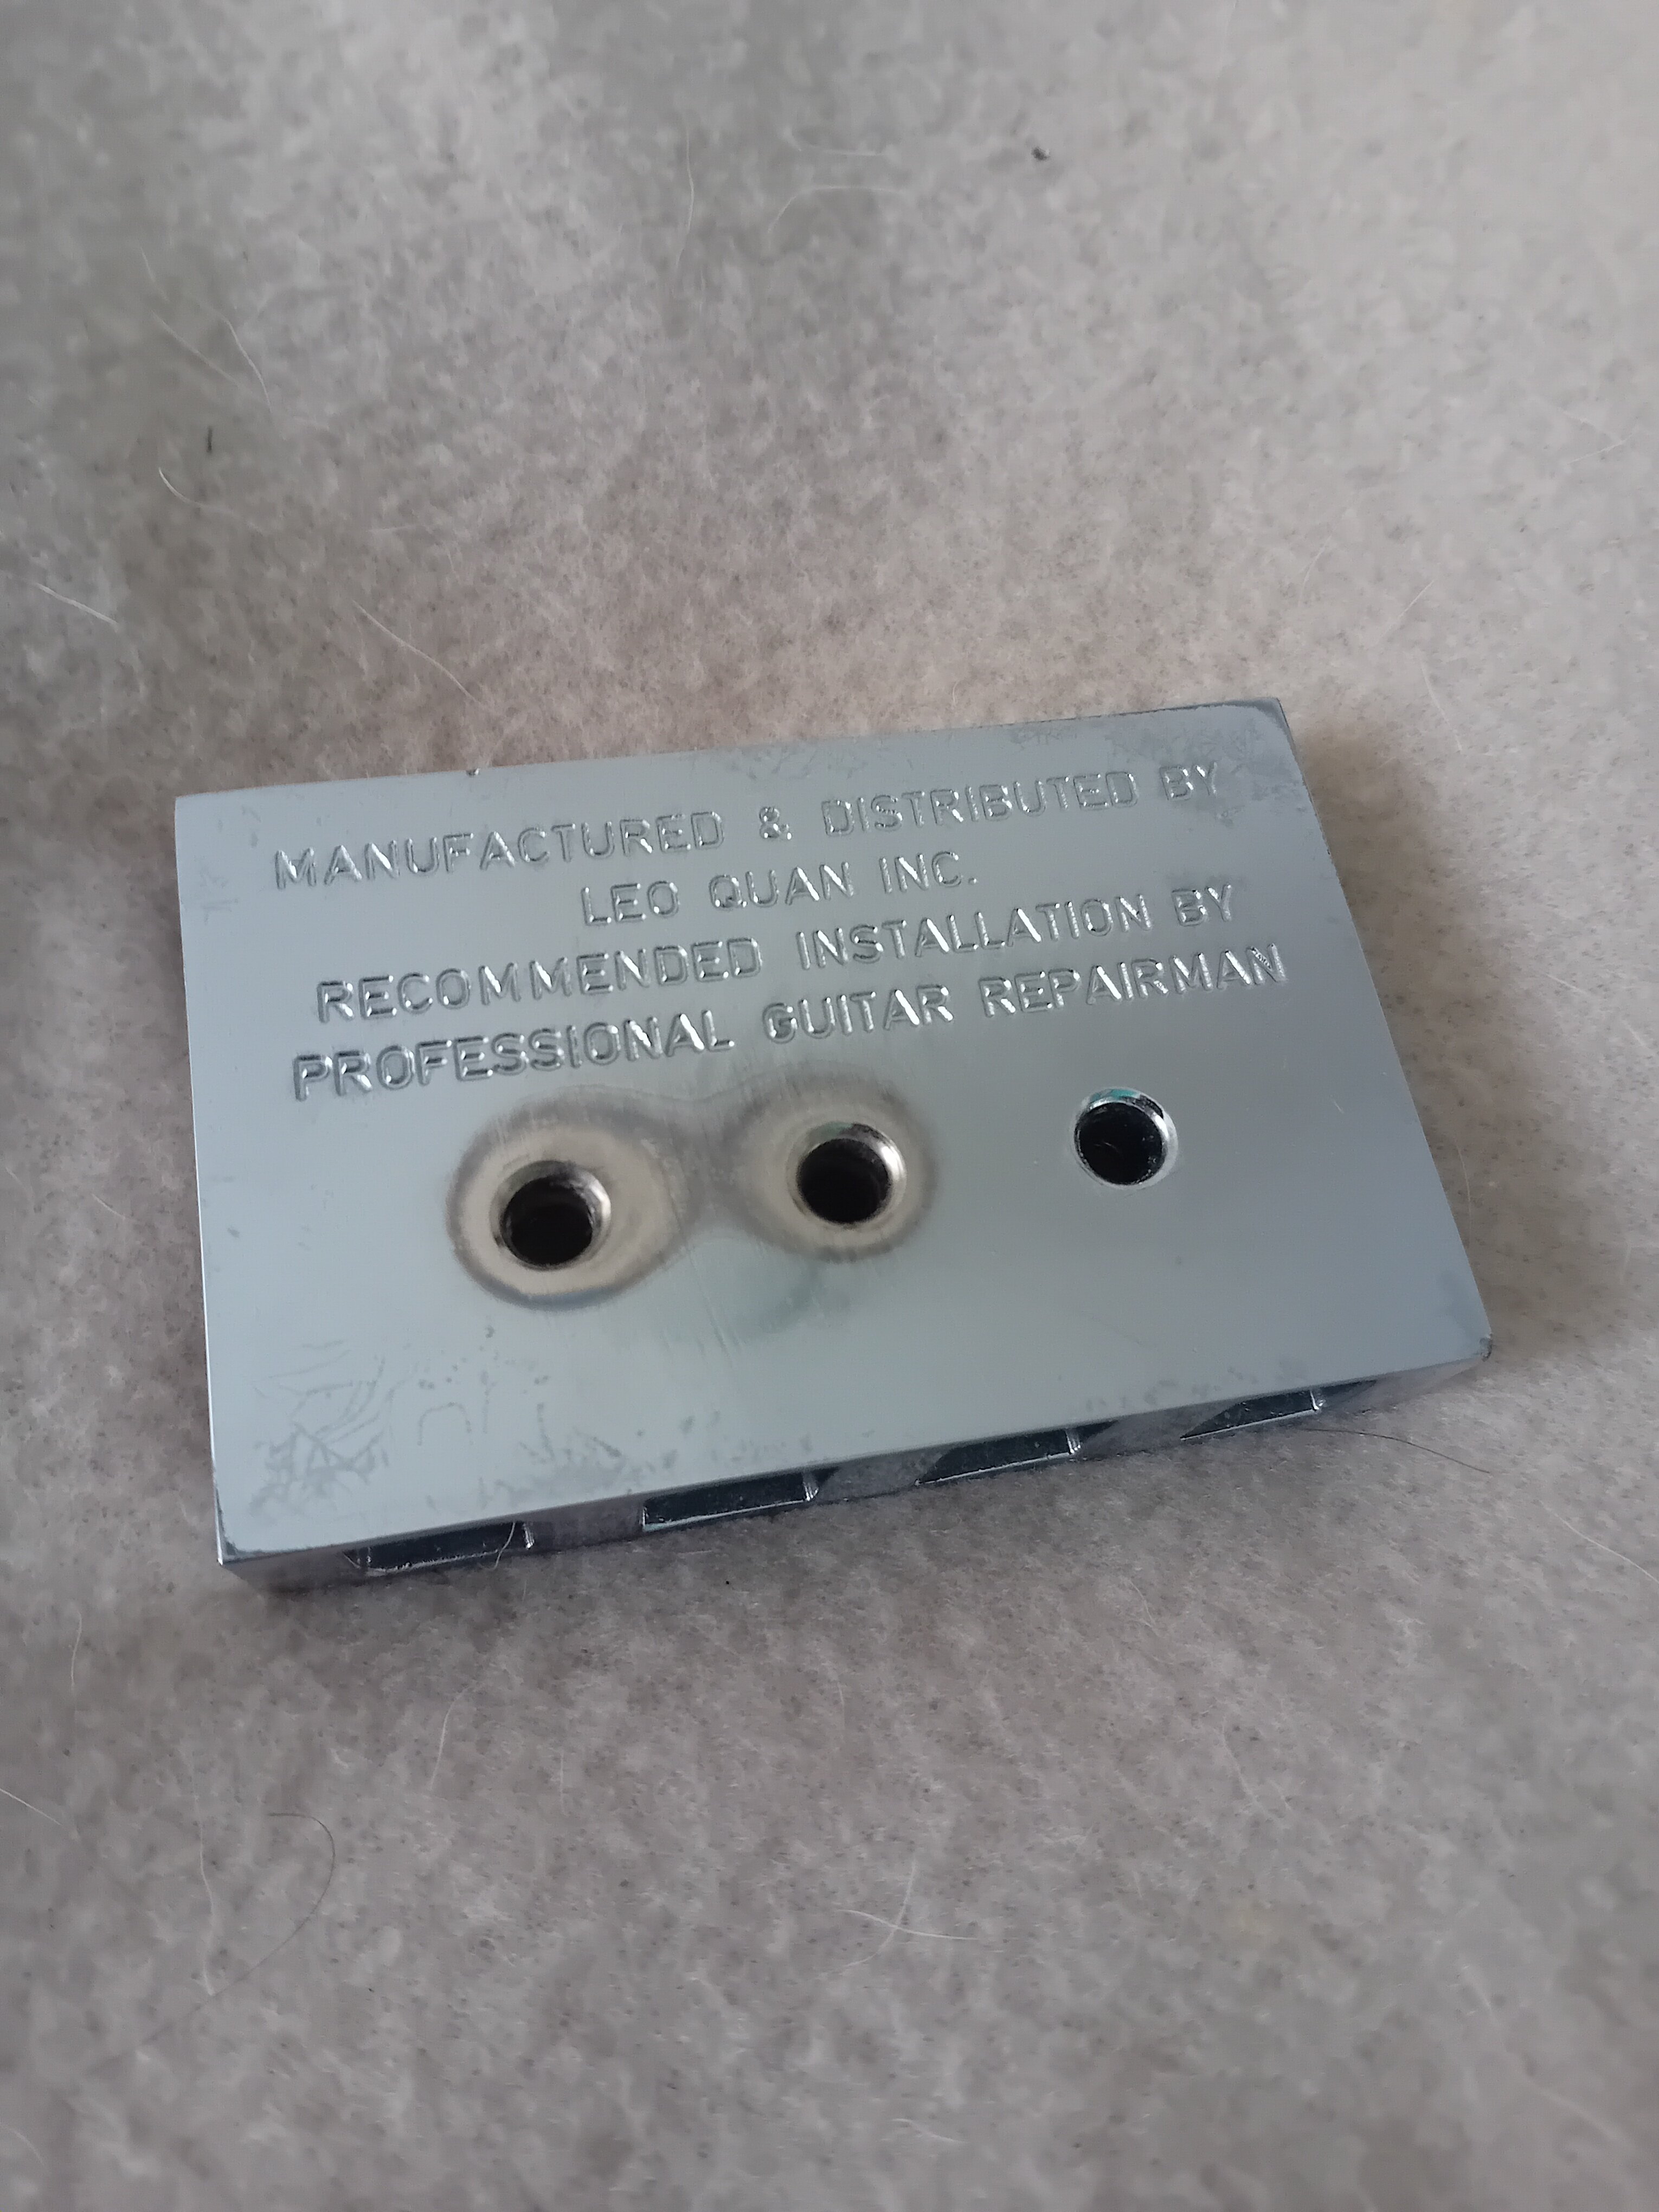 MANUFACTURED & DISTRIBUTED BY
LEO QUAN INC.
RECOMMENDED INSTALLATION BY
PROFESSIONAL GUITAR REPAIRMAN